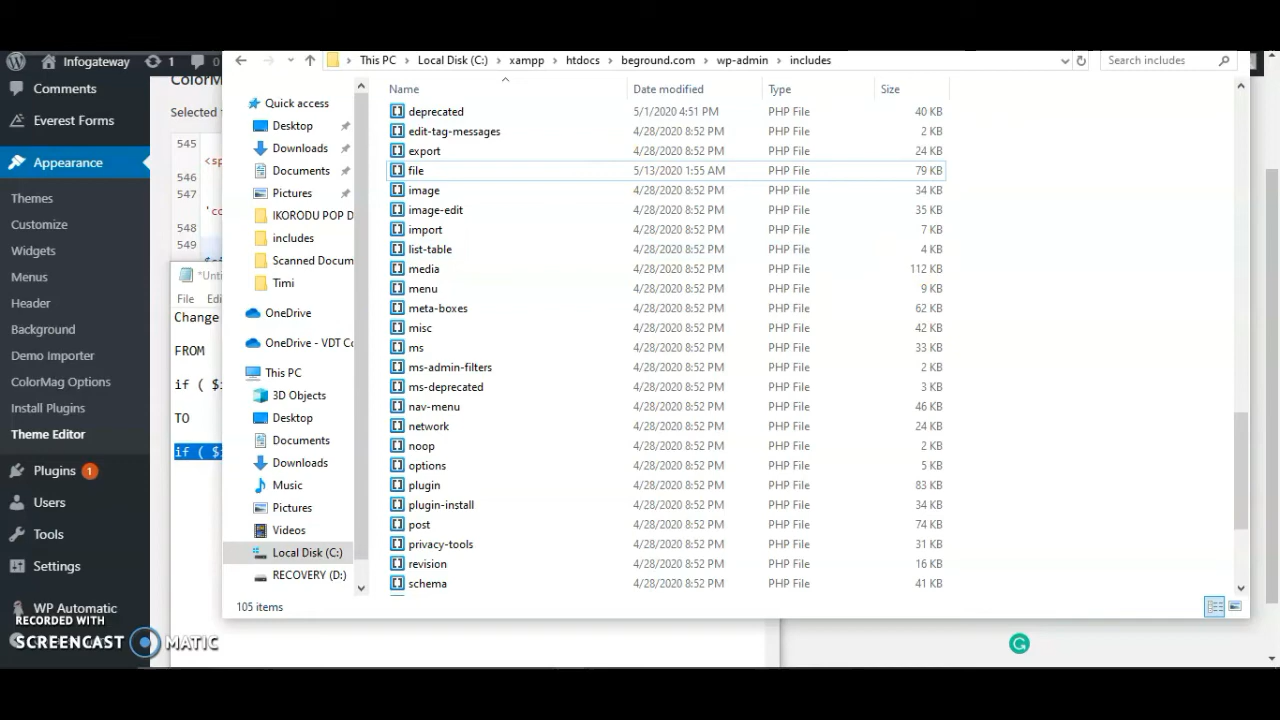 Infogateway 1 0
Comments
Everest Forms
Appearance
Themes
Customize
Widgets
Menus
Header
Background
Demo Importer
ColorMag Options
Install Plugins
Theme Editor
Plugins 1
Users
Tools
Settings
WP Automatic
RECORDED WITH
SCREENCAST MATIC
Selected
545
<sp
546
547
'co
548
549
File
Change
FROM
if ( $
TO
if ( $
This PC > Local Disk (C:) > xampp > htdocs > beground.com > wp-admin > includes
Search includes
Quick access
Desktop
Downloads
Documents
Pictures
IKORODU POP D
includes
Scanned Docum
Timi
OneDrive
OneDrive - VDT Co
This PC
3D Objects
Desktop
Documents
Downloads
Music
Pictures
Videos
Local Disk (C:)
RECOVERY (D:)
Name Date modified Type Size
deprecated 5/1/2020 4:51 PM PHP File 40 KB
edit-tag-messages 4/28/2020 8:52 PM PHP File 2 KB
export 4/28/2020 8:52 PM PHP File 24 KB
file 5/13/2020 1:55 AM PHP File 79 KB
image 4/28/2020 8:52 PM PHP File 34 KB
image-edit 4/28/2020 8:52 PM PHP File 35 KB
import 4/28/2020 8:52 PM PHP File 7 KB
list-table 4/28/2020 8:52 PM PHP File 4 KB
media 4/28/2020 8:52 PM PHP File 112 KB
menu 4/28/2020 8:52 PM PHP File 9 KB
meta-boxes 4/28/2020 8:52 PM PHP File 62 KB
misc 4/28/2020 8:52 PM PHP File 42 KB
ms 4/28/2020 8:52 PM PHP File 33 KB
ms-admin-filters 4/28/2020 8:52 PM PHP File 2 KB
ms-deprecated 4/28/2020 8:52 PM PHP File 3 KB
nav-menu 4/28/2020 8:52 PM PHP File 46 KB
network 4/28/2020 8:52 PM PHP File 24 KB
noop 4/28/2020 8:52 PM PHP File 2 KB
options 4/28/2020 8:52 PM PHP File 5 KB
plugin 4/28/2020 8:52 PM PHP File 83 KB
plugin-install 4/28/2020 8:52 PM PHP File 34 KB
post 4/28/2020 8:52 PM PHP File 74 KB
privacy-tools 4/28/2020 8:52 PM PHP File 31 KB
revision 4/28/2020 8:52 PM PHP File 16 KB
schema 4/28/2020 8:52 PM PHP File 41 KB
105 items